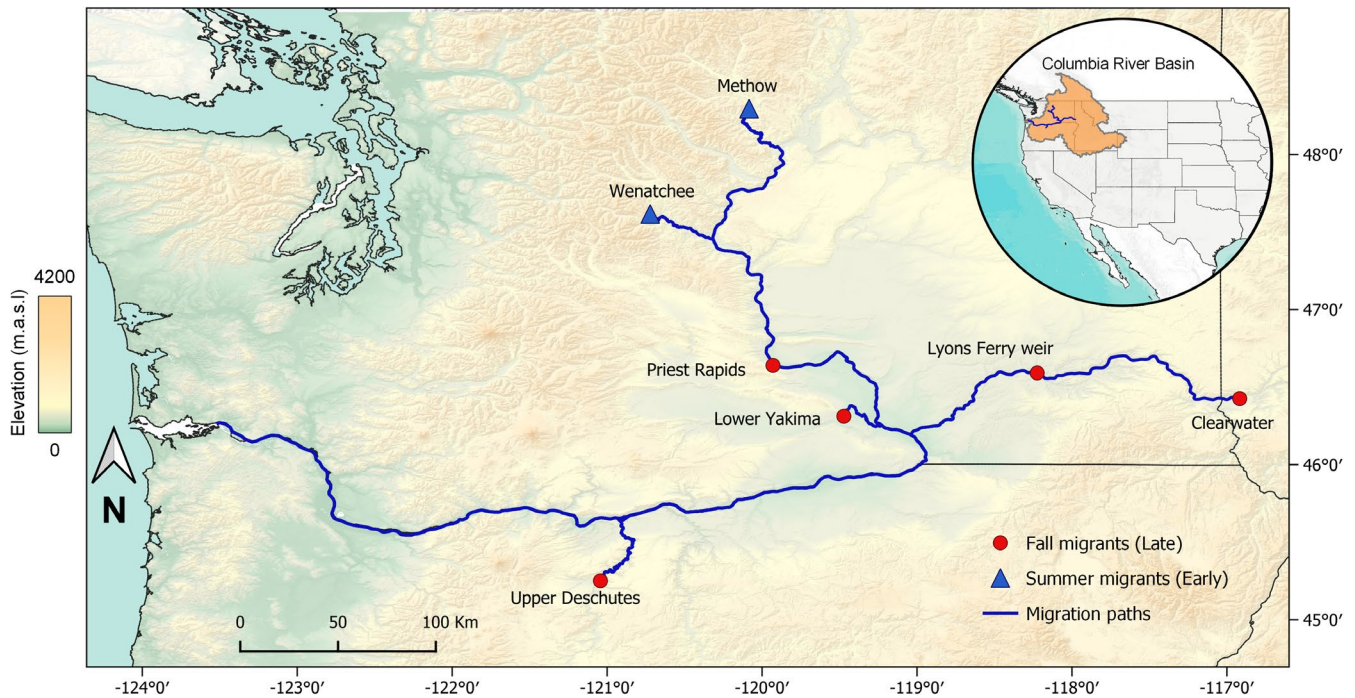 Columbia River Basin
Methow
48°0′
Wenatchee
4200
47°0′
Elevation (m.a.s.l)
Lyons Ferry weir
Priest Rapids
Lower Yakima
Clearwater
0
46°0′
N
Fall migrants (Late)
Summer migrants (Early)
Upper Deschutes
Migration paths
0 50 100 Km
45°0′
-124°0′ -123°0′ -122°0′ -121°0′ -120°0′ -119°0′ -118°0′ -117°0′